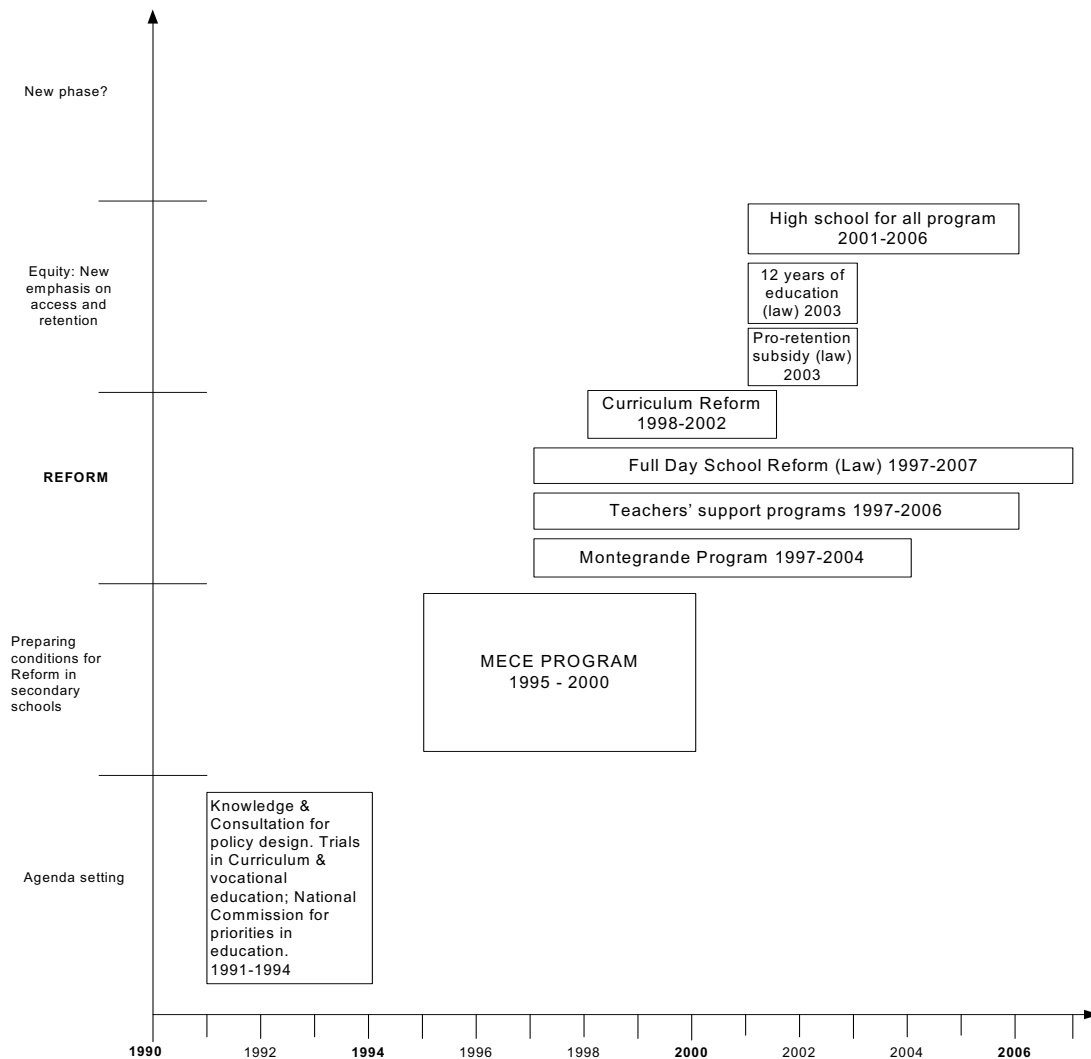 New phase?
High school for all program
2001-2006
Equity: New
emphasis on
access and
retention
12 years of
education
(law) 2003
Pro-retention
subsidy (law)
2003
Curriculum Reform
1998-2002
REFORM
Full Day School Reform (Law) 1997-2007
Teachers’ support programs 1997-2006
Montegrande Program 1997-2004
Preparing
conditions for
Reform in
secondary
schools
MECE PROGRAM
1995 - 2000
Agenda setting
Knowledge &
Consultation for
policy design. Trials
in Curriculum &
vocational
education; National
Commission for
priorities in
education.
1991-1994
1990 1992 1994 1996 1998 2000 2002 2004 2006